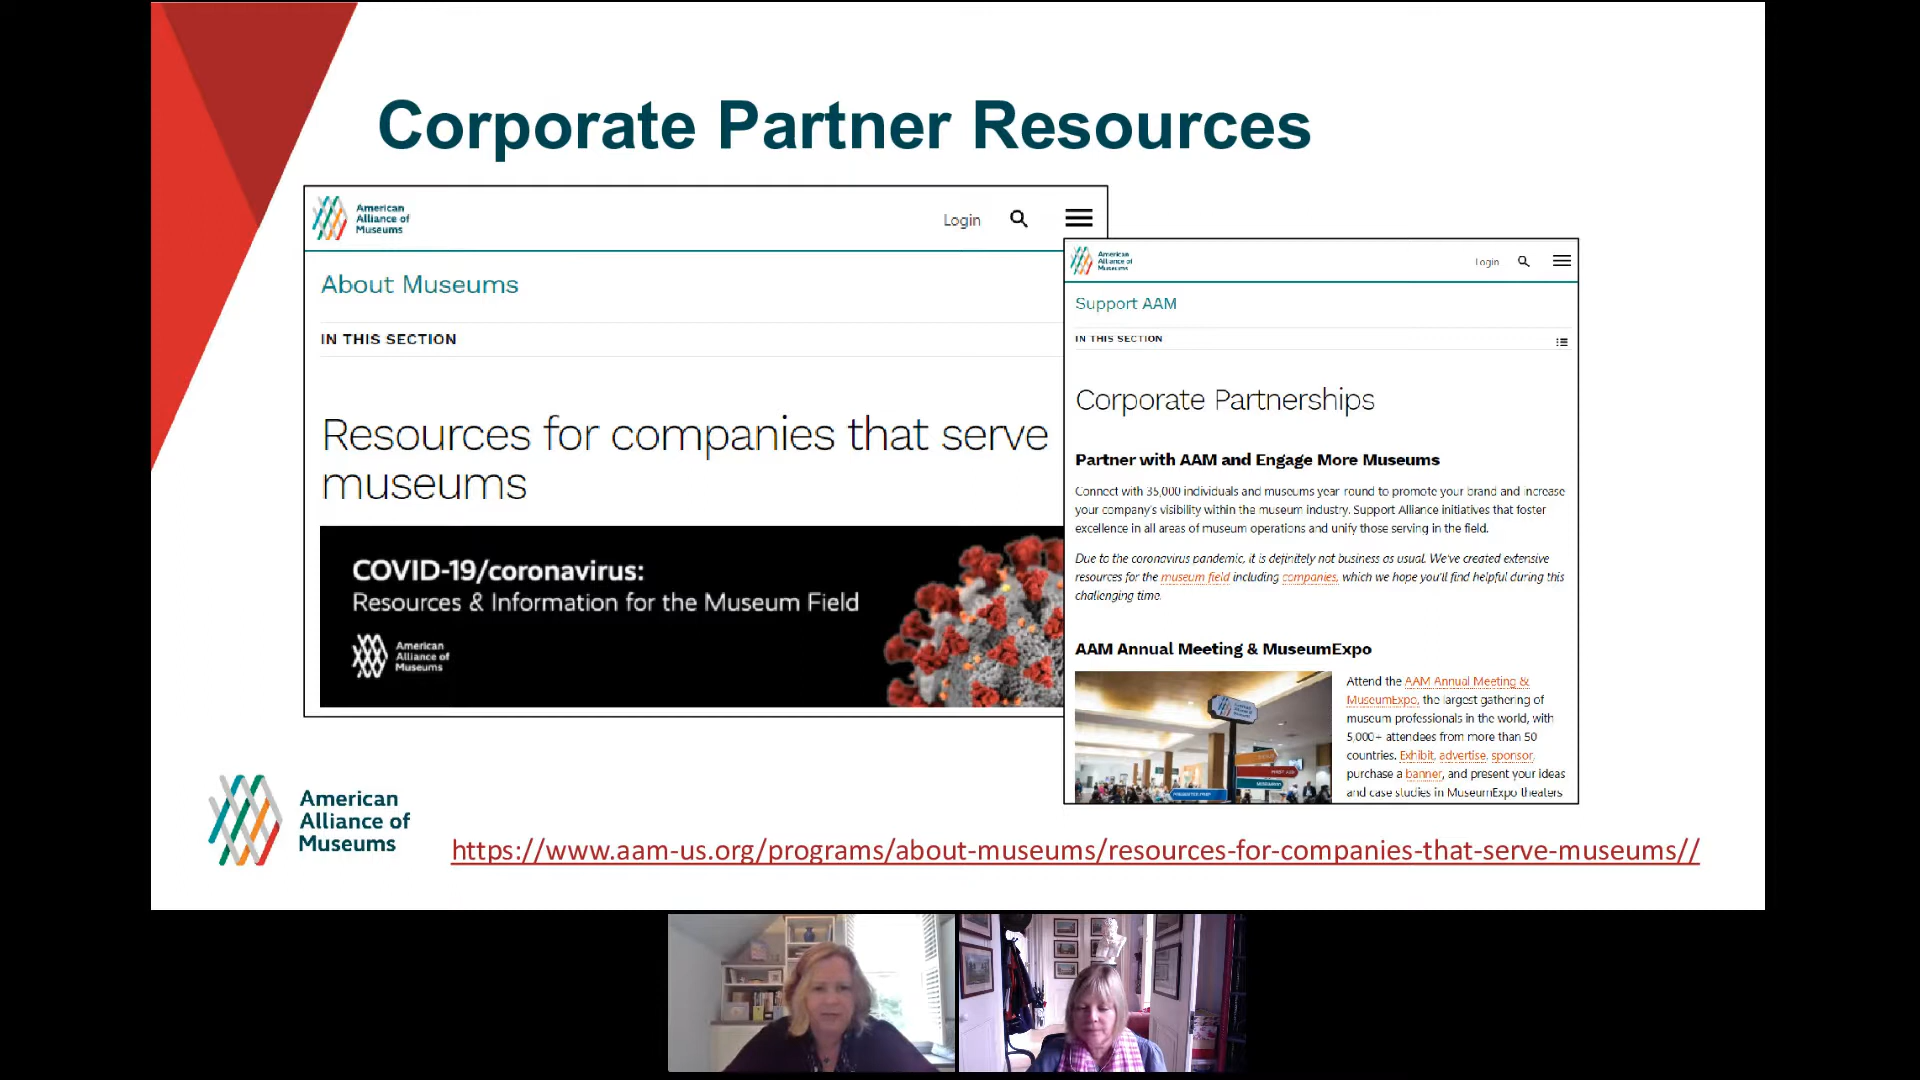 Corporate Partner Resources
American
Alliance of
Museums
Login
About Museums
IN THIS SECTION
Resources for companies that serve
museums
COVID-19/coronavirus:
Resources & Information for the Museum Field
American
Alliance of
Museums
American
Alliance of
Museums
Login
Support AAM
IN THIS SECTION
Corporate Partnerships
Partner with AAM and Engage More Museums
Connect with 35,000 individuals and museums year-round to promote your brand and increase
your company's visibility within the museum industry. Support Alliance initiatives that foster
excellence in all areas of museum operations and unify those serving in the field.
Due to the coronavirus pandemic, it is definitely not business as usual. We've created extensive
resources for the museum field including companies, which we hope you'll find helpful during this
challenging time.
AAM Annual Meeting & MuseumExpo
Attend the AAM Annual Meeting &
MuseumExpo, the largest gathering of
museum professionals in the world, with
5,000+ attendees from more than 50
countries. Exhibit, advertise, sponsor,
purchase a banner, and present your ideas
and case studies in MuseumExpo theaters
American
Alliance of
Museums
https://www.aam-us.org/programs/about-museums/resources-for-companies-that-serve-museums//